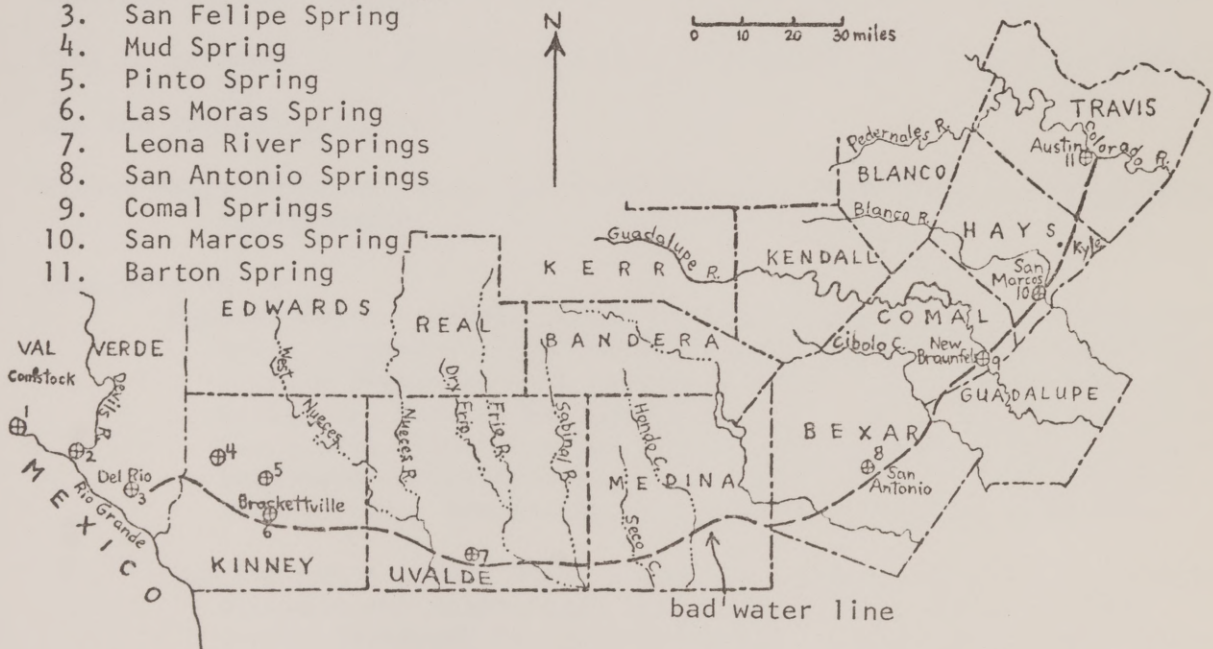 3. San Felipe Spring
4. Mud Spring
5. Pinto Spring
6. Las Moras Spring
7. Leona River Springs
8. San Antonio Springs
9. Comal Springs
10. San Marcos Spring
11. Barton Spring
N
0 10 20 30 miles
TRAVIS
Colorado R.
Austin
11
Pedernales R.
BLANCO
Blanco R.
HAYS
Kyle
San Marcos
10
Guadalupe R.
KERR
KENDALL
COMAL
Cibolo C.
New Braunfels
9
GUADALUPE
EDWARDS
REAL
BANDERA
VAL VERDE
Comstock
Devils R.
1
2
Del Rio
3
Rio Grande
MEXICO
West Nueces
4
5
Brackettville
6
KINNEY
Nueces R.
Dry Frio
Frio R.
Sabinal R.
7
UVALDE
Hondo C.
Seco C.
MEDINA
BEXAR
8
San Antonio
bad water line